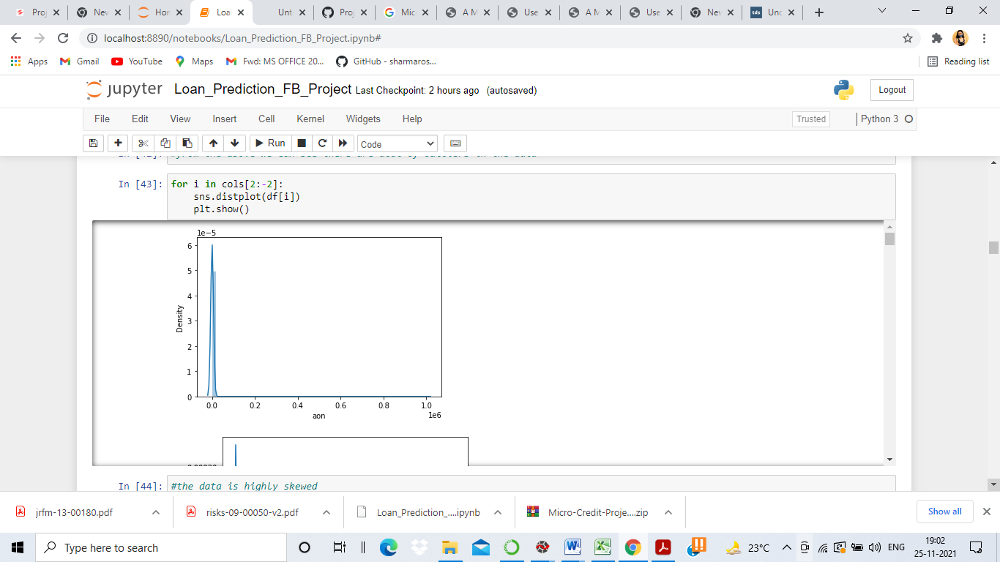 Proj
New
Hor
Loa
Unt
Proj
Mic
A M
Use
A M
Use
Nev
tds Unc
localhost:8890/notebooks/Loan_Prediction_FB_Project.ipynb#
Apps Gmail YouTube Maps Fwd: MS OFFICE 20... GitHub - sharmaros... Reading list
jupyter Loan_Prediction_FB_Project Last Checkpoint: 2 hours ago (autosaved) Logout
File Edit View Insert Cell Kernel Widgets Help Trusted Python 3
Run Code
In [43]: for i in cols[2:-2]:
sns.distplot(df[i])
plt.show()
1e−5
6
5
4
3
2
1
0
Density
0.0 0.2 0.4 0.6 0.8 1.0
aon 1e6
In [44]: #the data is highly skewed
jrfm-13-00180.pdf risks-09-00050-v2.pdf Loan_Prediction_....ipynb Micro-Credit-Proje....zip Show all
Type here to search 23°C ENG 19:02
25-11-2021